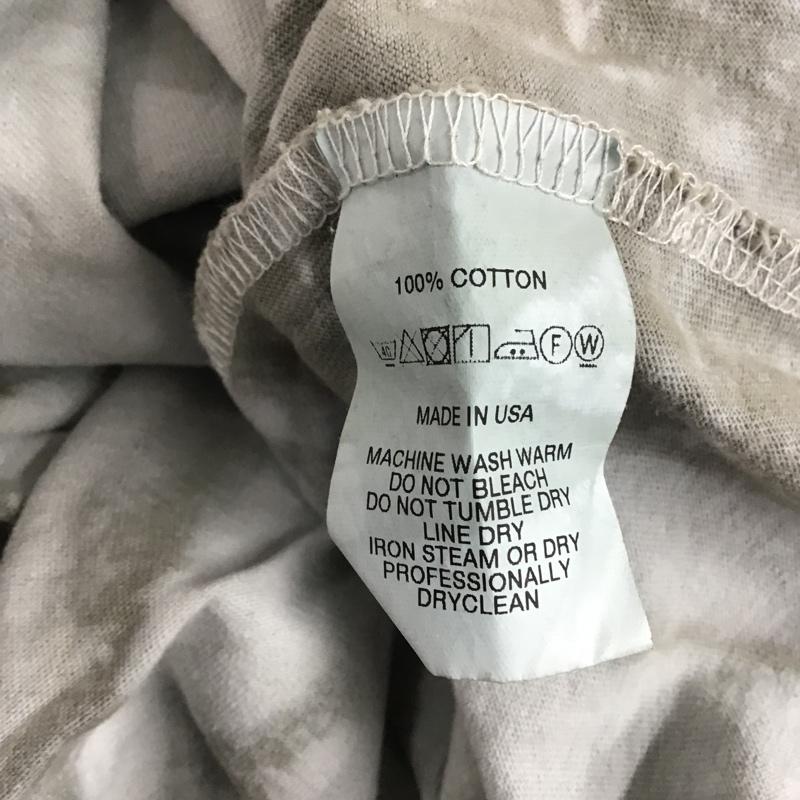 100% COTTON
40 F W
MADE IN USA
MACHINE WASH WARM
DO NOT BLEACH
DO NOT TUMBLE DRY
LINE DRY
IRON STEAM OR DRY
PROFESSIONALLY
DRYCLEAN